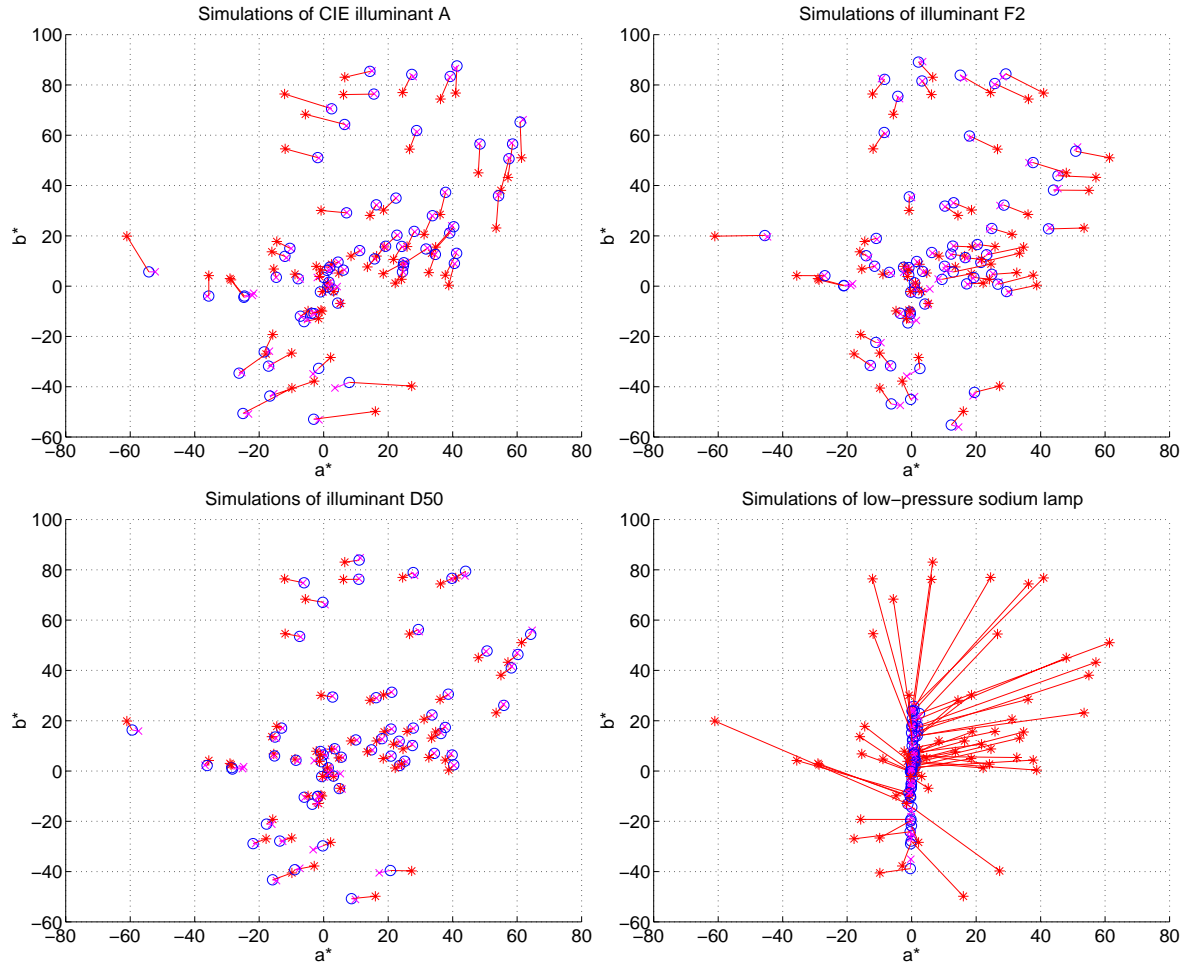 Simulations of CIE illuminant A
100
80
60
40
20
0
−20
−40
−60
−80 −60 −40 −20 0 20 40 60 80
a*
b*
Simulations of illuminant F2
100
80
60
40
20
0
−20
−40
−60
−80 −60 −40 −20 0 20 40 60 80
a*
b*
Simulations of illuminant D50
100
80
60
40
20
0
−20
−40
−60
−80 −60 −40 −20 0 20 40 60 80
a*
b*
Simulations of low−pressure sodium lamp
100
80
60
40
20
0
−20
−40
−60
−80 −60 −40 −20 0 20 40 60 80
a*
b*